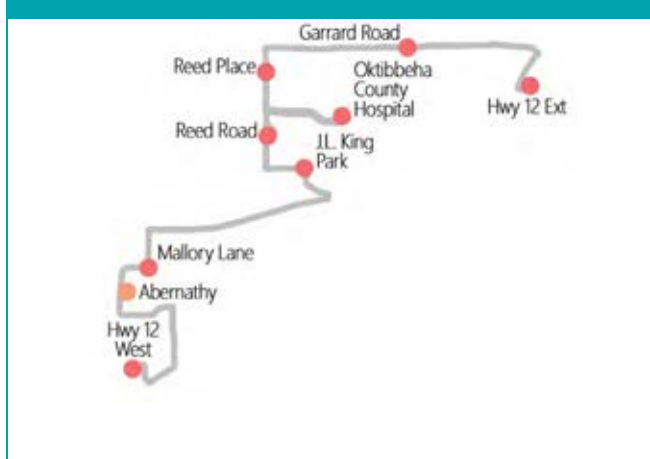 Garrard Road
Reed Place
Oktibbeha
County
Hospital
Hwy 12 Ext
Reed Road
J.L. King
Park
Mallory Lane
Abernathy
Hwy 12
West